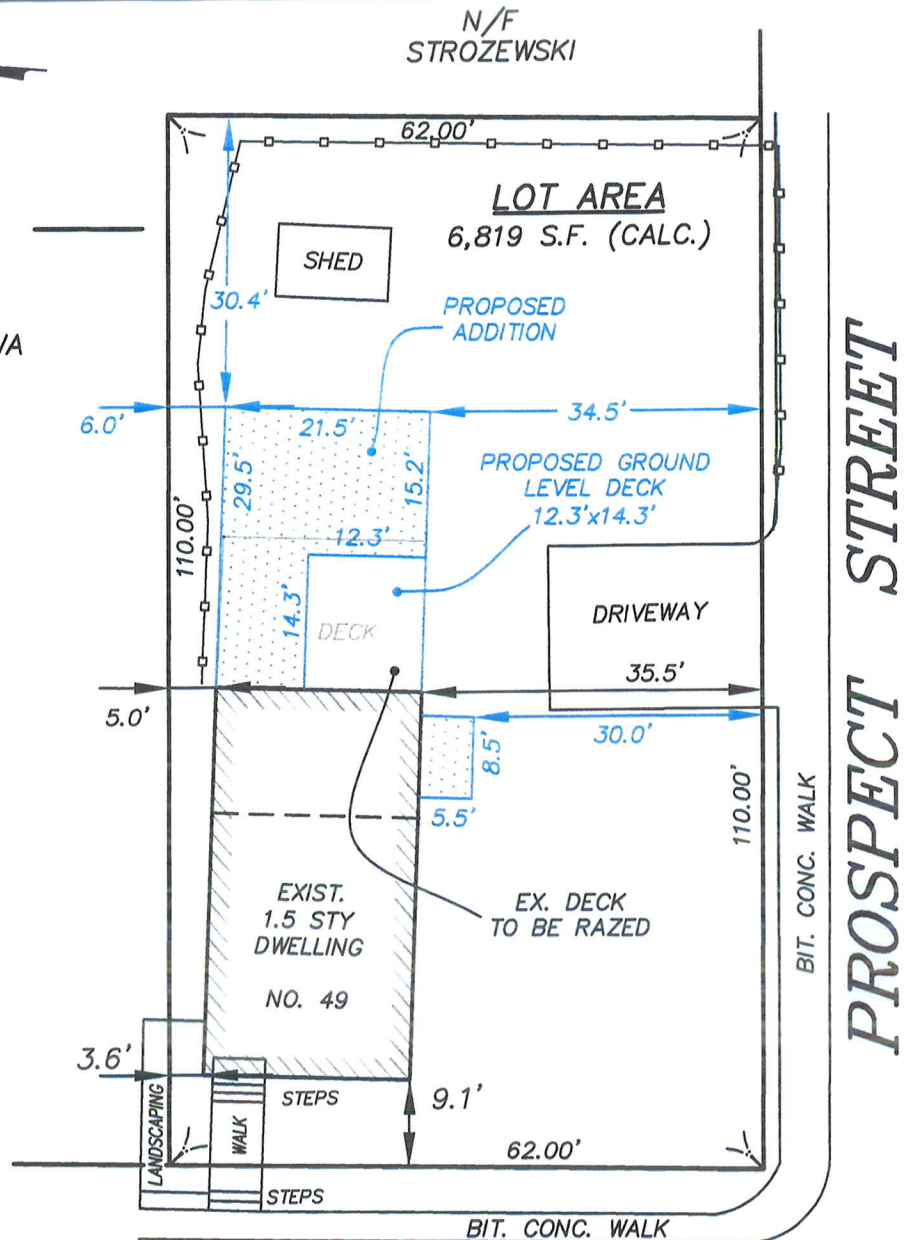 N/F
STROZEWSKI
62.00'
LOT AREA
6,819 S.F. (CALC.)
SHED
30.4'
PROPOSED
ADDITION
/A
6.0'
21.5'
34.5'
29.5'
15.2'
PROPOSED GROUND
LEVEL DECK
12.3'x14.3'
110.00'
12.3'
14.3'
DECK
DRIVEWAY
35.5'
5.0'
30.0'
8.5'
5.5'
110.00'
EXIST.
1.5 STY
DWELLING
NO. 49
EX. DECK
TO BE RAZED
BIT. CONC. WALK
PROSPECT STREET
3.6'
9.1'
LANDSCAPING
WALK
STEPS
62.00'
STEPS
BIT. CONC. WALK